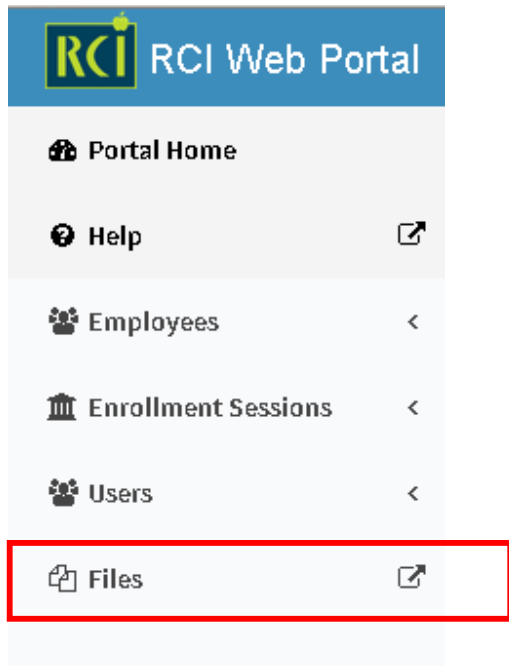 RCI RCI Web Portal
Portal Home
Help
Employees
Enrollment Sessions
Users
Files